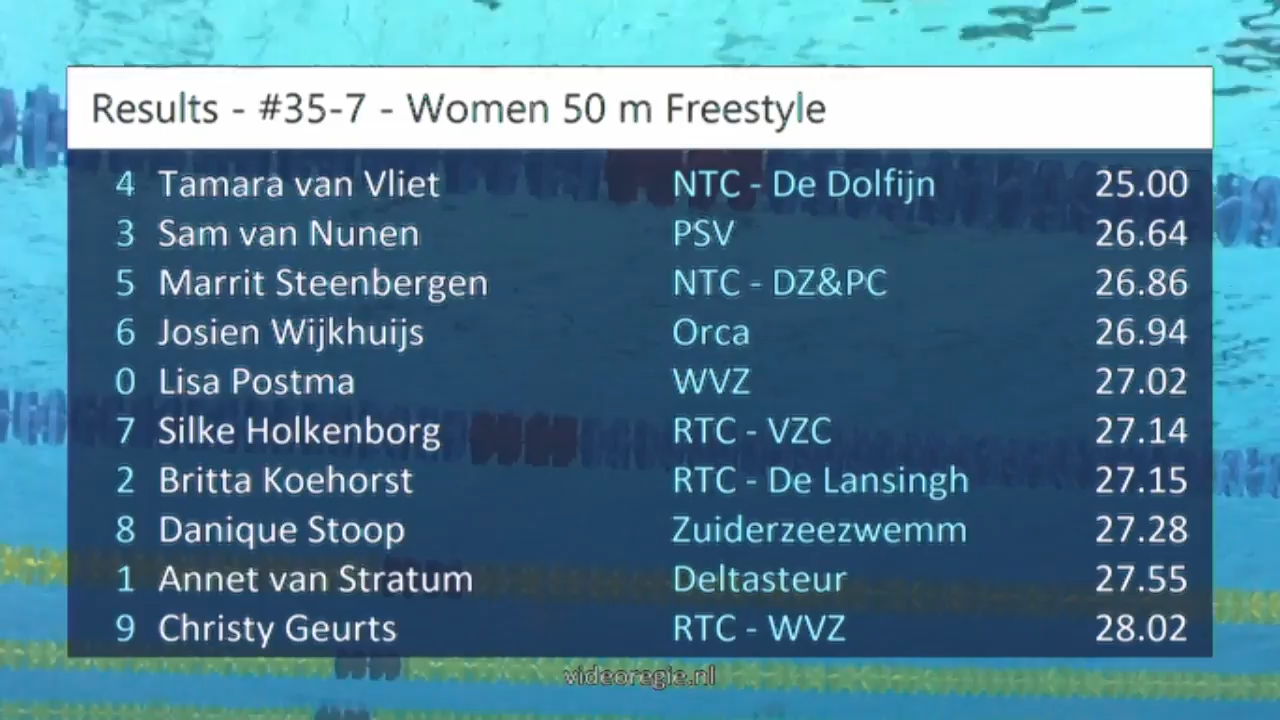 Results - #35-7 - Women 50 m Freestyle
4 Tamara van Vliet NTC - De Dolfijn 25.00
3 Sam van Nunen PSV 26.64
5 Marrit Steenbergen NTC - DZ&PC 26.86
6 Josien Wijkhuijs Orca 26.94
0 Lisa Postma WVZ 27.02
7 Silke Holkenborg RTC - VZC 27.14
2 Britta Koehorst RTC - De Lansingh 27.15
8 Danique Stoop Zuiderzeezwemm 27.28
1 Annet van Stratum Deltasteur 27.55
9 Christy Geurts RTC - WVZ 28.02
videoregie.nl